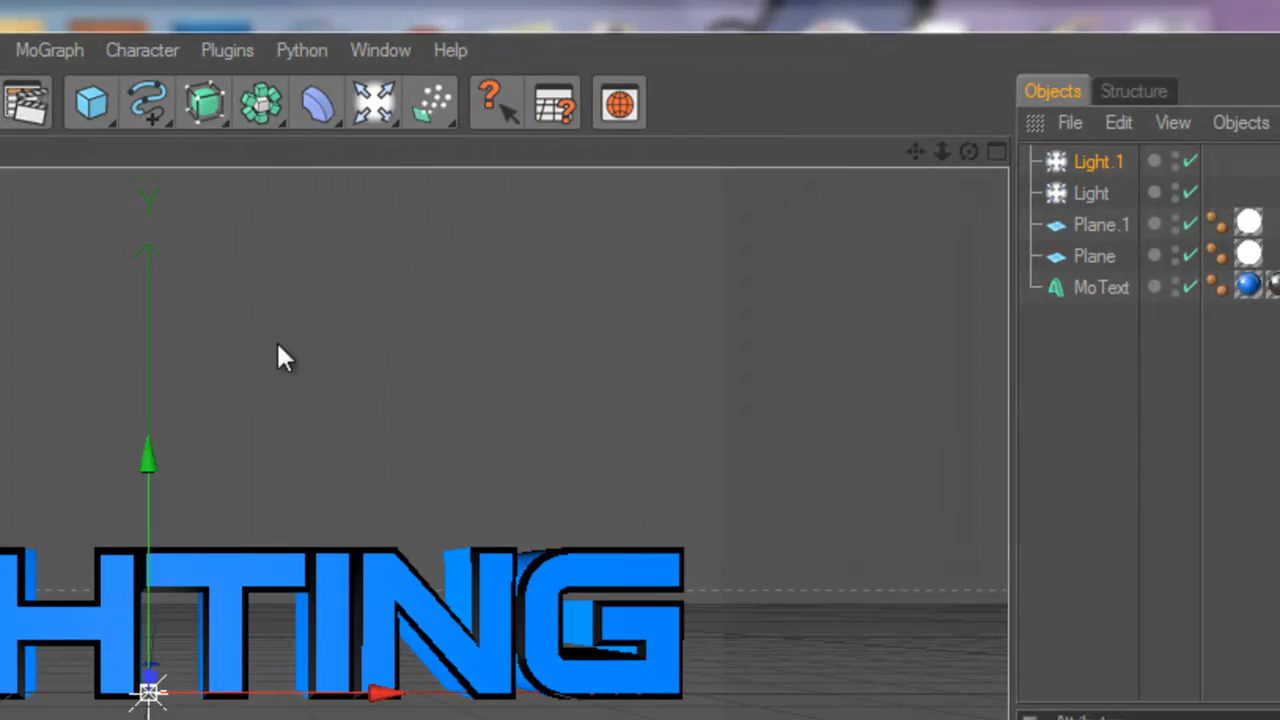 MoGraph Character Plugins Python Window Help
Objects Structure
File Edit View Objects
Light.1
Light
Plane.1
Plane
MoText
Y
HTING